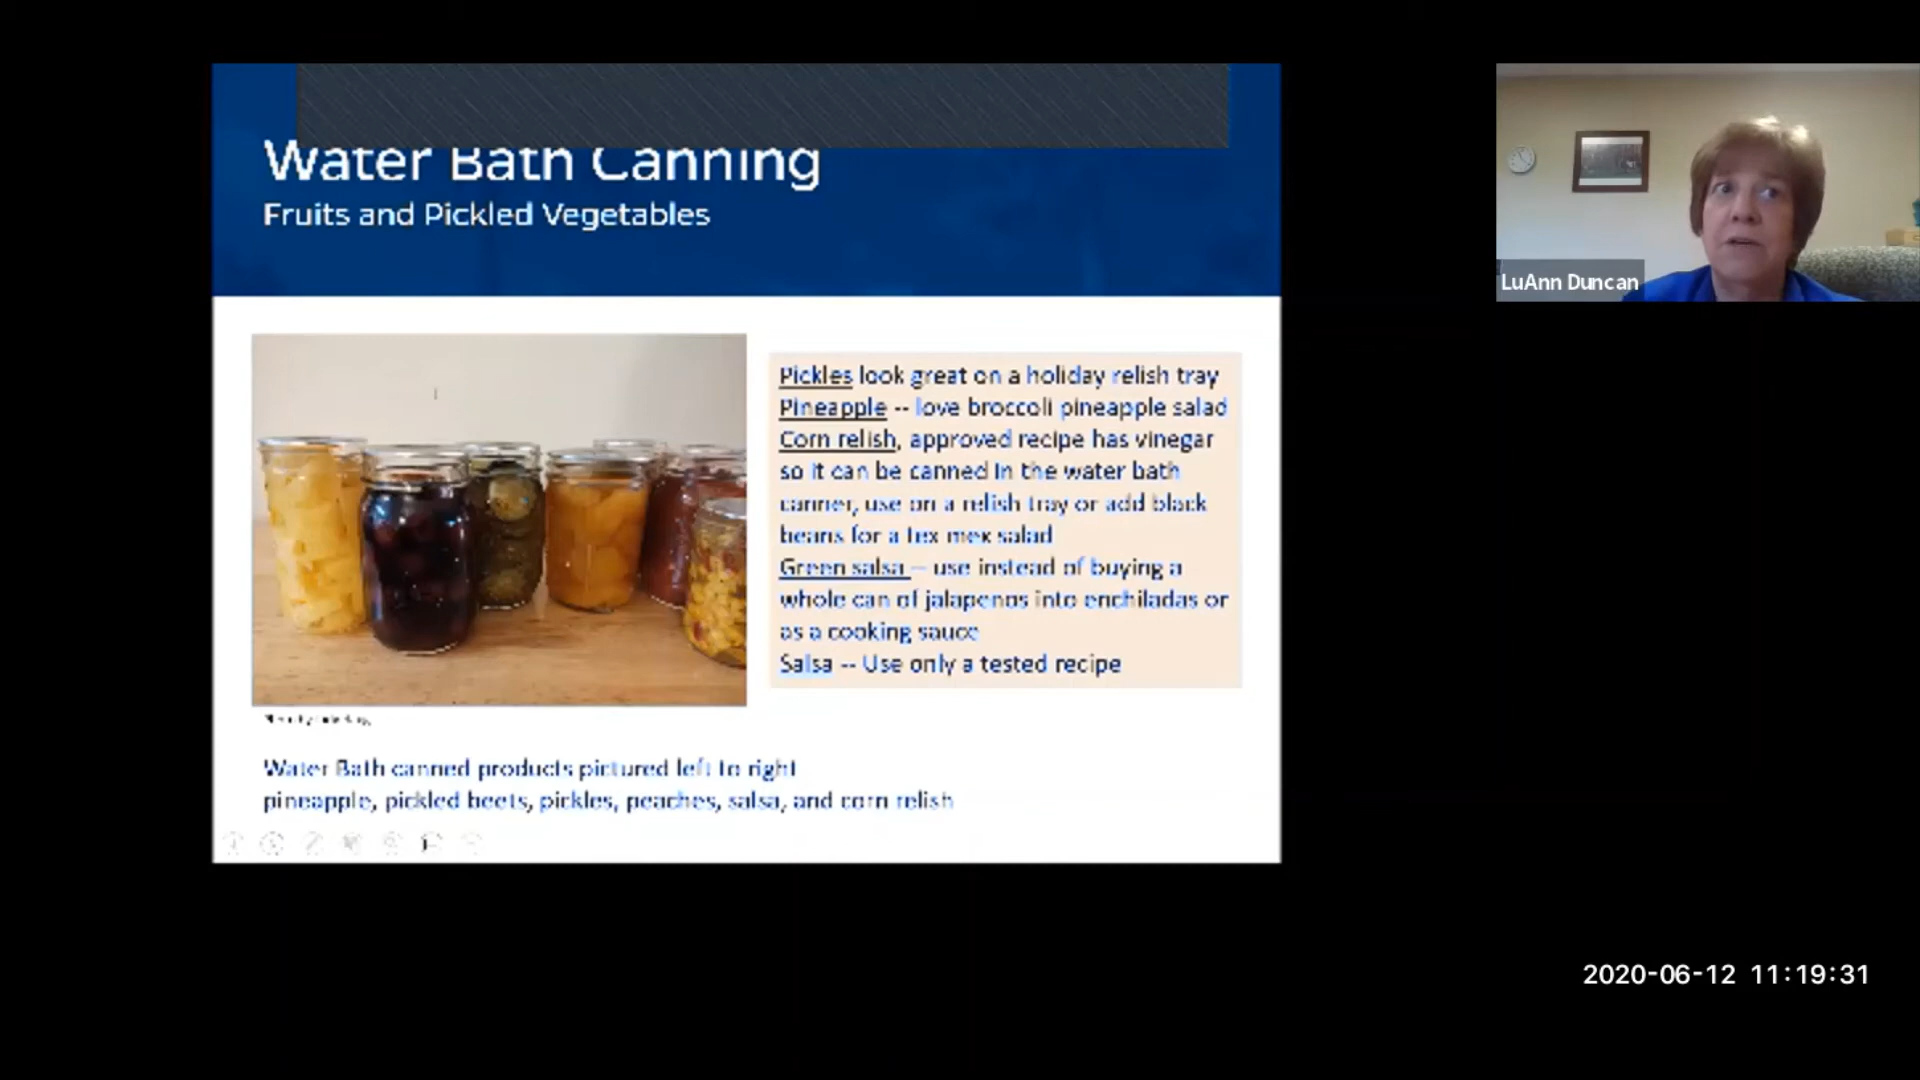 Water Bath Canning
Fruits and Pickled Vegetables
Pickles look great on a holiday relish tray
Pineapple -- love broccoli pineapple salad
Corn relish, approved recipe has vinegar
so it can be canned in the water bath
canner, use on a relish tray or add black
beans for a tex mex salad
Green salsa -- use instead of buying a
whole can of jalapenos into enchiladas or
as a cooking sauce
Salsa -- Use only a tested recipe
Water Bath canned products pictured left to right
pineapple, pickled beets, pickles, peaches, salsa, and corn relish
LuAnn Duncan
2020-06-12 11:19:31